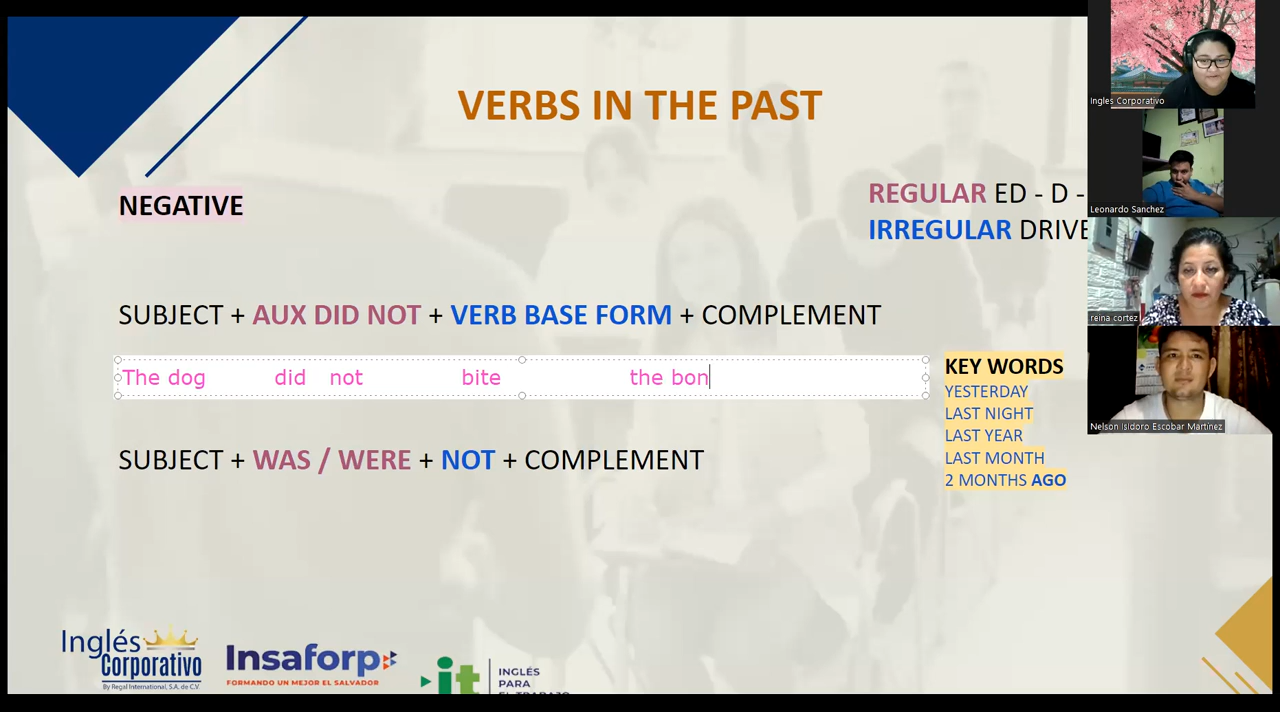 VERBS IN THE PAST
NEGATIVE
REGULAR ED - D -
IRREGULAR DRIVE
SUBJECT + AUX DID NOT + VERB BASE FORM + COMPLEMENT
The dog did not bite the bon
SUBJECT + WAS / WERE + NOT + COMPLEMENT
KEY WORDS
YESTERDAY
LAST NIGHT
LAST YEAR
LAST MONTH
2 MONTHS AGO
Ingles Corporativo
Leonardo Sanchez
reina cortez
Nelson Isidoro Escobar Martinez
Inglés
Corporativo
By Regal International, S.A. de C.V.
Insaforp
FORMANDO UN MEJOR EL SALVADOR
it
INGLÉS
PARA
EL TRABAJO